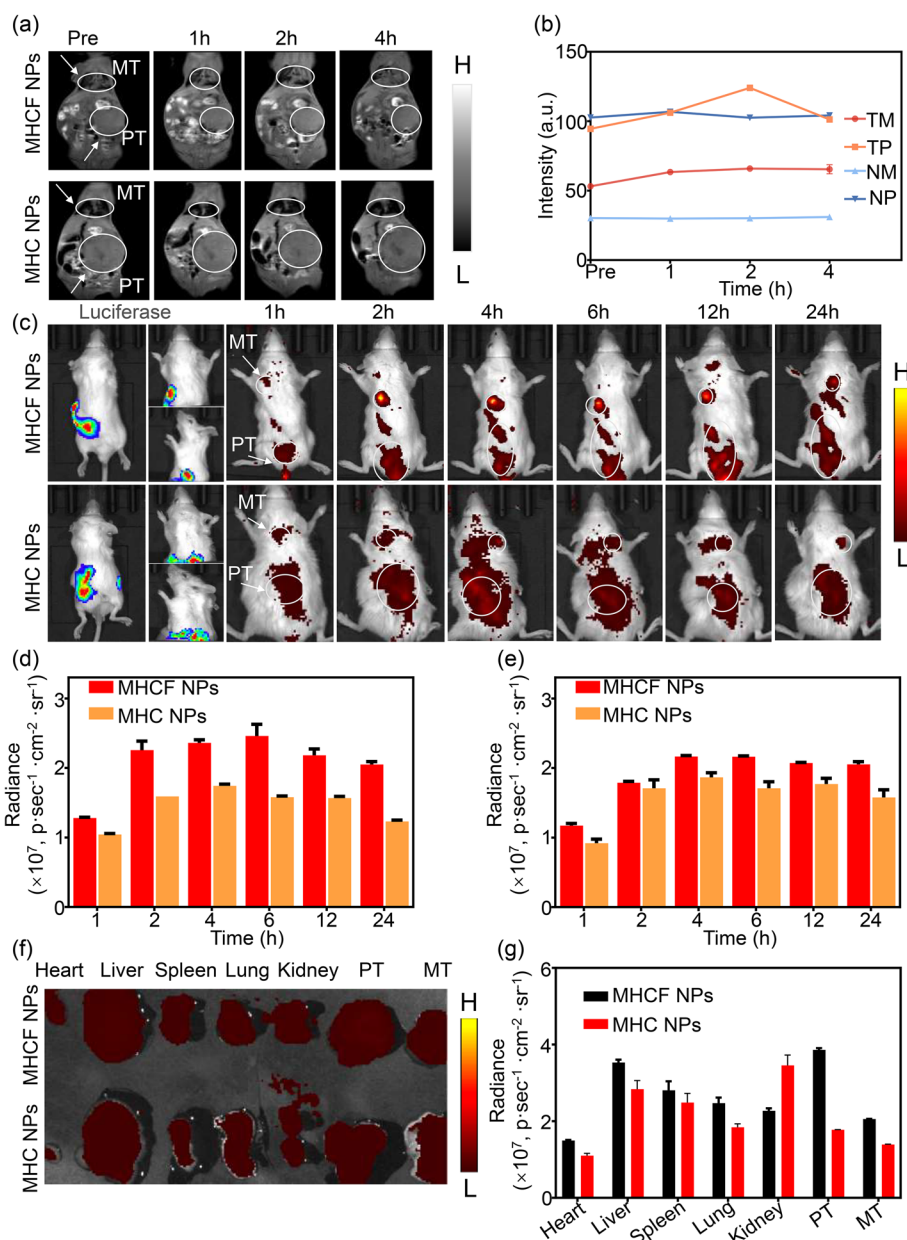 (a)
Pre 1h 2h 4h
MHCF NPs
MT
PT
MHC NPs
MT
PT
H
L
(b)
Intensity (a.u.)
150
100
50
0
Pre 1 2 4
Time (h)
TM
TP
NM
NP
(c)
Luciferase 1h 2h 4h 6h 12h 24h
MHCF NPs
MT
PT
MHC NPs
MT
PT
H
L
(d)
Radiance
(×10⁷, p·sec⁻¹ ·cm⁻² ·sr⁻¹)
3
2
1
0
MHCF NPs
MHC NPs
1 2 4 6 12 24
Time (h)
(e)
Radiance
(×10⁷, p·sec⁻¹ ·cm⁻² ·sr⁻¹)
3
2
1
0
MHCF NPs
MHC NPs
1 2 4 6 12 24
Time (h)
(f)
Heart Liver Spleen Lung Kidney PT MT
MHCF NPs
MHC NPs
H
L
(g)
Radiance
(×10⁷, p·sec⁻¹ ·cm⁻² ·sr⁻¹)
6
4
2
0
MHCF NPs
MHC NPs
Heart Liver Spleen Lung Kidney PT MT